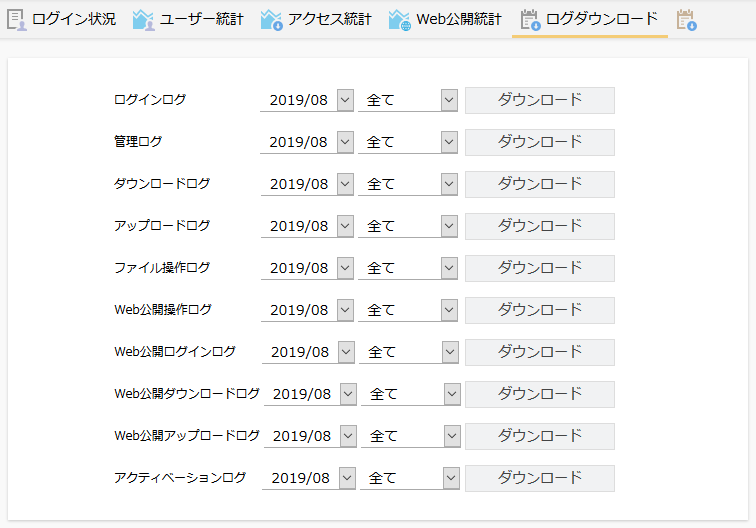 ログイン状況 ユーザー統計 アクセス統計 Web公開統計 ログダウンロード
ログインログ 2019/08 全て ダウンロード
管理ログ 2019/08 全て ダウンロード
ダウンロードログ 2019/08 全て ダウンロード
アップロードログ 2019/08 全て ダウンロード
ファイル操作ログ 2019/08 全て ダウンロード
Web公開操作ログ 2019/08 全て ダウンロード
Web公開ログインログ 2019/08 全て ダウンロード
Web公開ダウンロードログ 2019/08 全て ダウンロード
Web公開アップロードログ 2019/08 全て ダウンロード
アクティベーションログ 2019/08 全て ダウンロード